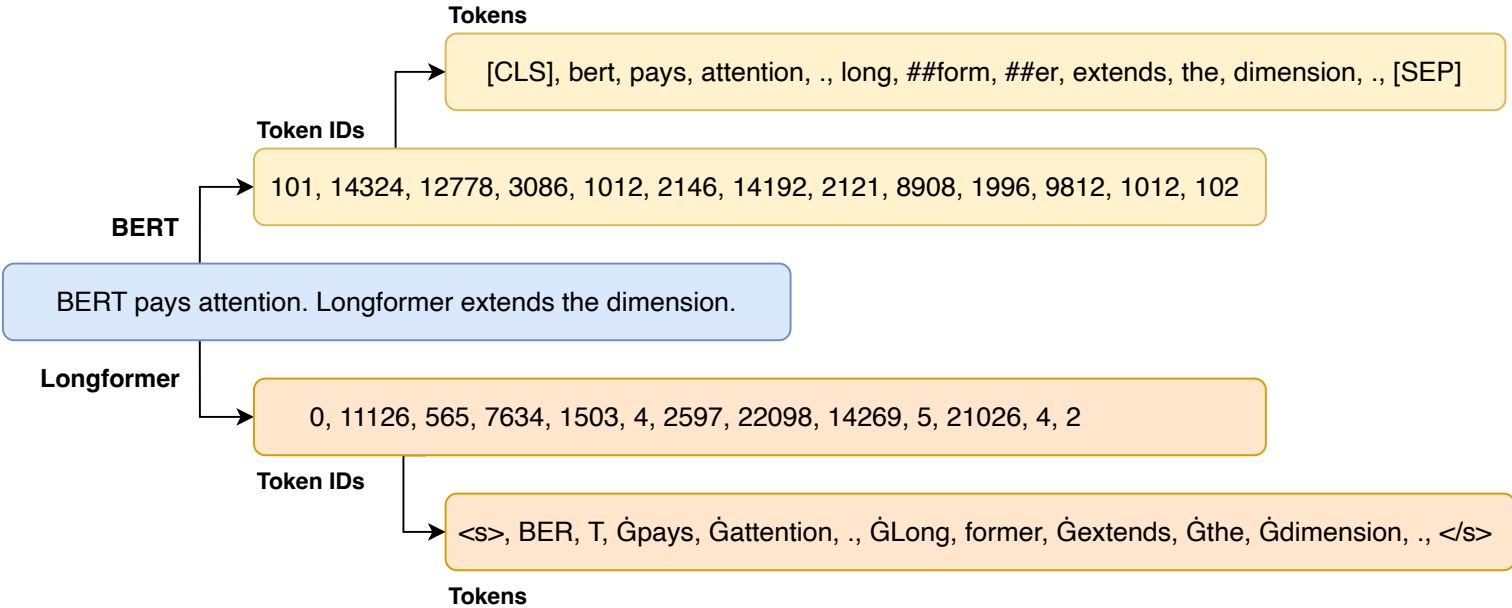 Tokens
[CLS], bert, pays, attention, ., long, ##form, ##er, extends, the, dimension, ., [SEP]
Token IDs
101, 14324, 12778, 3086, 1012, 2146, 14192, 2121, 8908, 1996, 9812, 1012, 102
BERT
BERT pays attention. Longformer extends the dimension.
Longformer
0, 11126, 565, 7634, 1503, 4, 2597, 22098, 14269, 5, 21026, 4, 2
Token IDs
<s>, BER, T, Ġpays, Ġattention, ., ĠLong, former, Ġextends, Ġthe, Ġdimension, ., </s>
Tokens